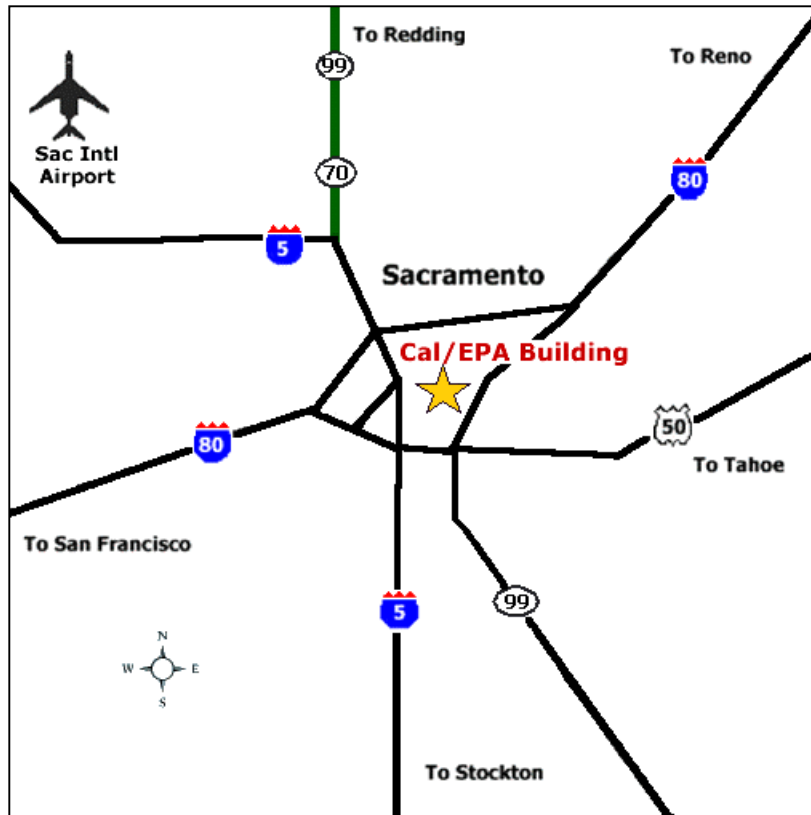 To Redding
99
To Reno
Sac Intl
Airport
70
80
5
Sacramento
Cal/EPA Building
50
80
To Tahoe
To San Francisco
99
5
N
W E
S
To Stockton